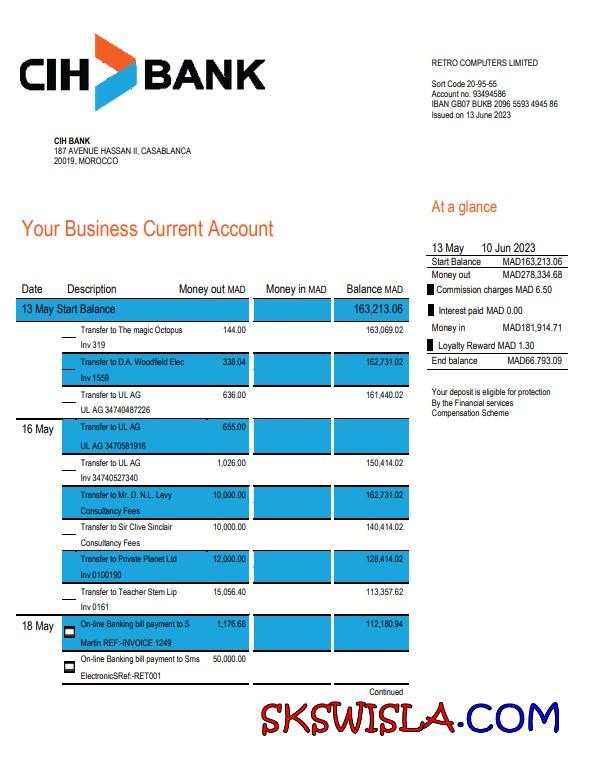 CIH BANK
RETRO COMPUTERS LIMITED
Sort Code 20-95-55
Account no. 93494586
IBAN GB07 BUKB 2096 5593 4945 86
Issued on 13 June 2023
CIH BANK
187 AVENUE HASSAN II, CASABLANCA
20019, MOROCCO
Your Business Current Account
At a glance
13 May 10 Jun 2023
Start Balance MAD163,213.06
Money out MAD278,334.68
Commission charges MAD 6.50
Interest paid MAD 0.00
Money in MAD181,914.71
Loyalty Reward MAD 1.30
End balance MAD66.793.09
Your deposit is eligible for protection
By the Financial services
Compensation Scheme
Date Description Money out MAD Money in MAD Balance MAD
13 May Start Balance 163,213.06
Transfer to The magic Octopus 144.00 163,069.02
Inv 319
Transfer to D.A. Woodfield Elec 338.04 162,731.02
Inv 1559
Transfer to UL AG 636.00 161,440.02
UL AG 34740487226
16 May Transfer to UL AG 655.00
UL AG 3470581916
Transfer to UL AG 1,026.00 150,414.02
Inv 34740527340
Transfer to Mr. D. N.L. Levy 10,000.00 162,731.02
Consultancy Fees
Transfer to Sir Clive Sinclair 10,000.00 140,414.02
Consultancy Fees
Transfer to Private Planet Ltd 12,000.00 128,414.02
Inv 0100190
Transfer to Teacher Stem Lip 15,056.40 113,357.62
Inv 0161
18 May On-line Banking bill payment to S 1,176.68 112,180.94
Martin REF:-INVOICE 1249
On-line Banking bill payment to Sms 50,000.00
ElectronicSRef:-RET001
Continued
SKSWISLA.COM